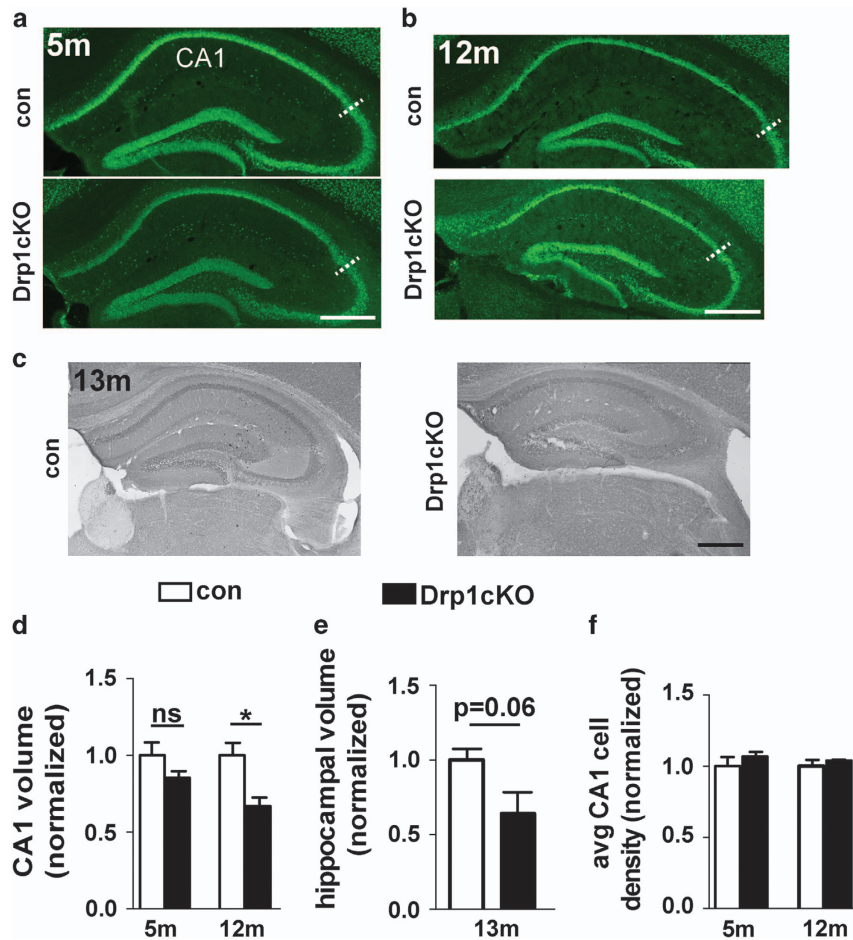 a
b
5m
CA1
con
12m
con
Drp1cKO
Drp1cKO
c
13m
con
Drp1cKO
con
Drp1cKO
d
e
f
CA1 volume
(normalized)
1.5
1.0
0.5
0.0
ns
*
5m
12m
hippocampal volume
(normalized)
1.5
1.0
0.5
0.0
p=0.06
13m
avg CA1 cell
density (normalized)
1.5
1.0
0.5
0.0
5m
12m